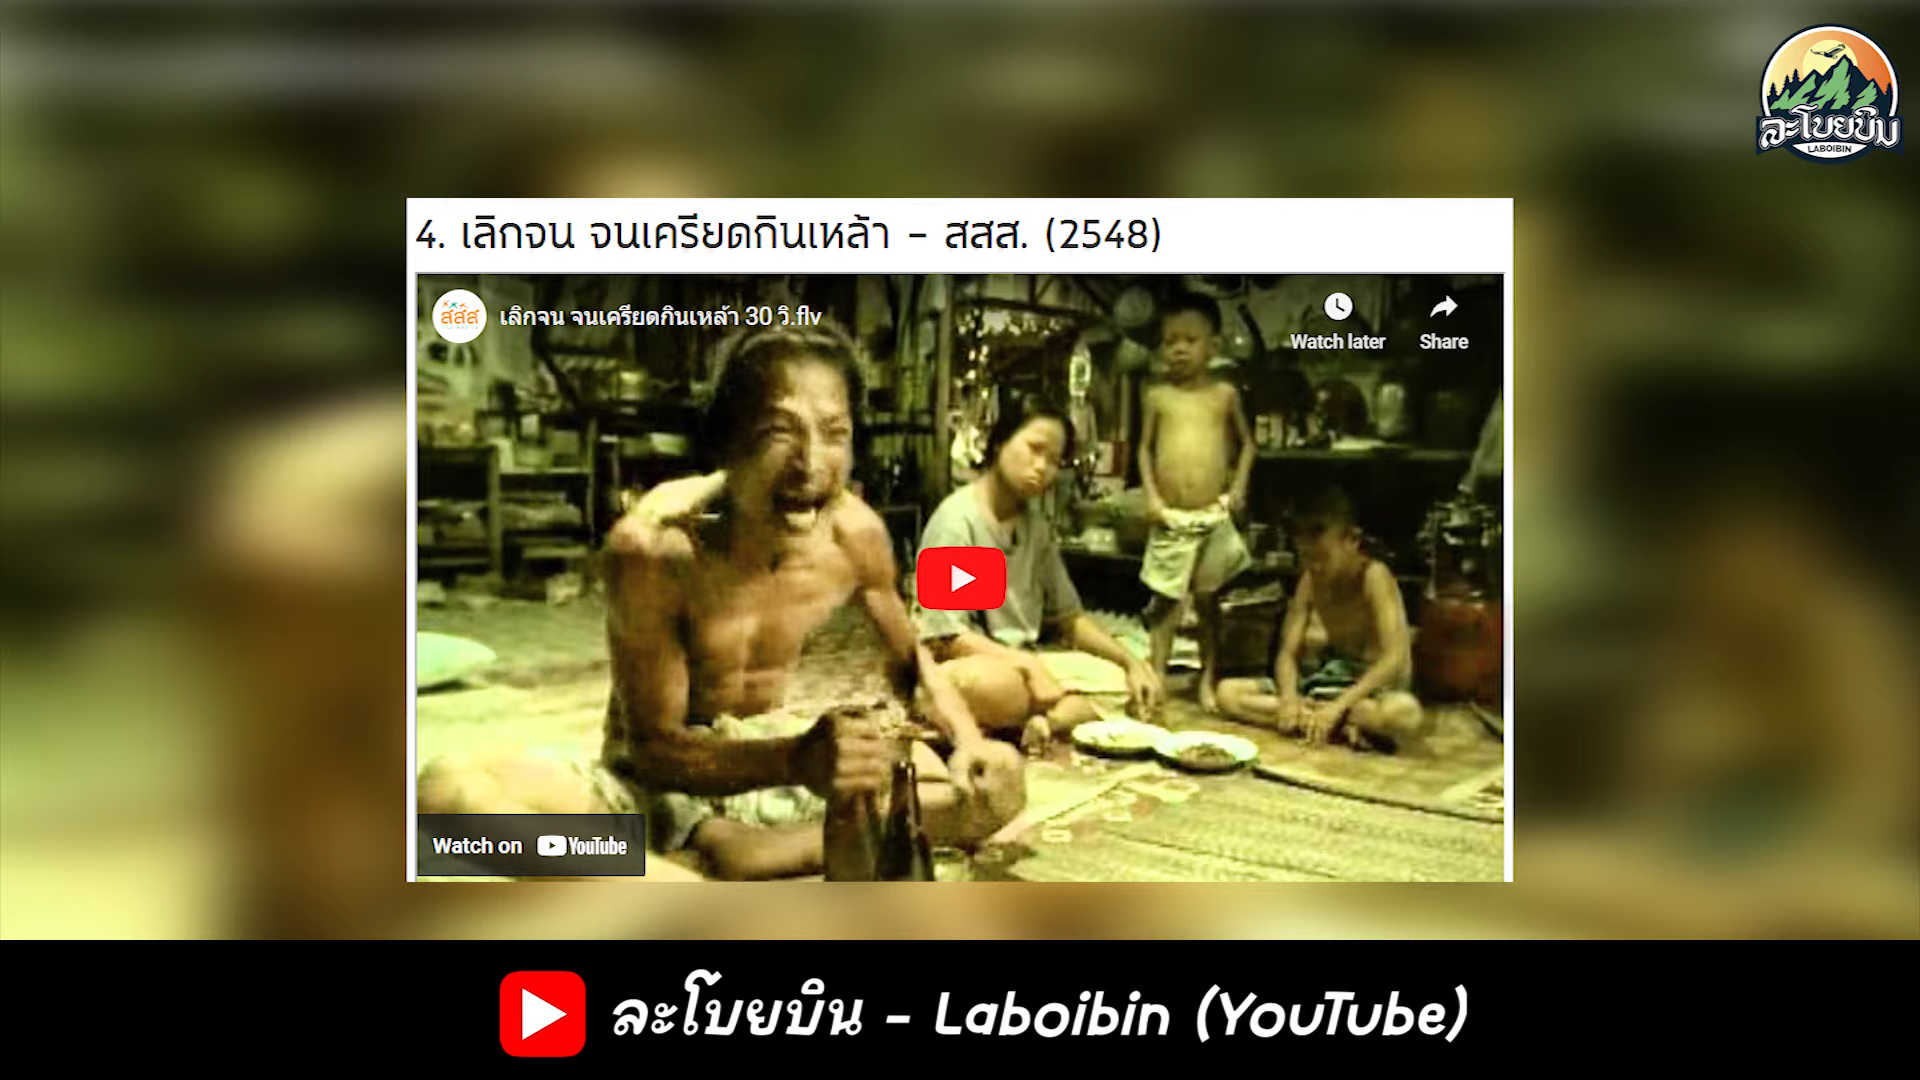 ละโบยบิน
LABOIBIN
4. เลิกจน จนเครียดกินเหล้า - สสส. (2548)
สสส
เลิกจน จนเครียดกินเหล้า 30 วิ.flv
Watch later
Share
Watch on YouTube
ละโบยบิน - Laboibin (YouTube)